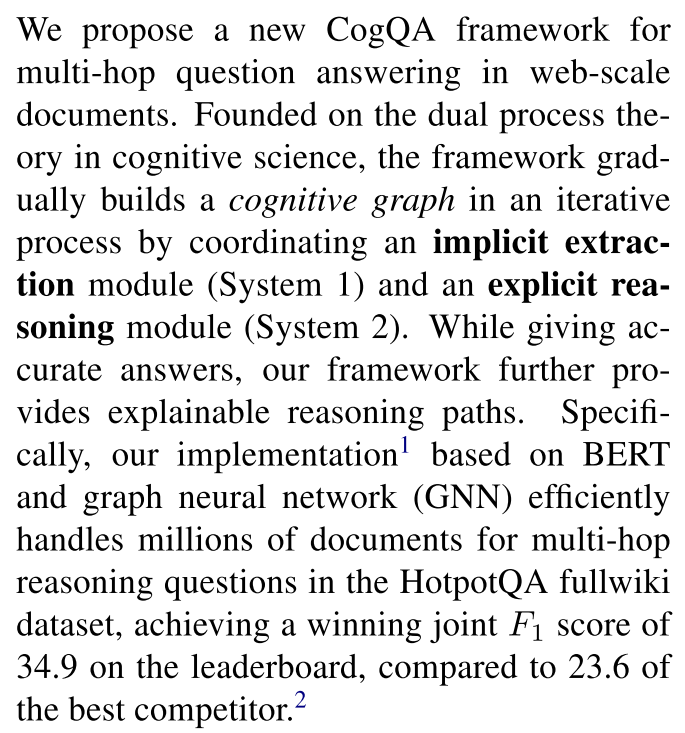 We propose a new CogQA framework for
multi-hop question answering in web-scale
documents. Founded on the dual process the-
ory in cognitive science, the framework grad-
ually builds a cognitive graph in an iterative
process by coordinating an implicit extrac-
tion module (System 1) and an explicit rea-
soning module (System 2). While giving ac-
curate answers, our framework further pro-
vides explainable reasoning paths. Specifi-
cally, our implementation1 based on BERT
and graph neural network (GNN) efficiently
handles millions of documents for multi-hop
reasoning questions in the HotpotQA fullwiki
dataset, achieving a winning joint F1 score of
34.9 on the leaderboard, compared to 23.6 of
the best competitor.2